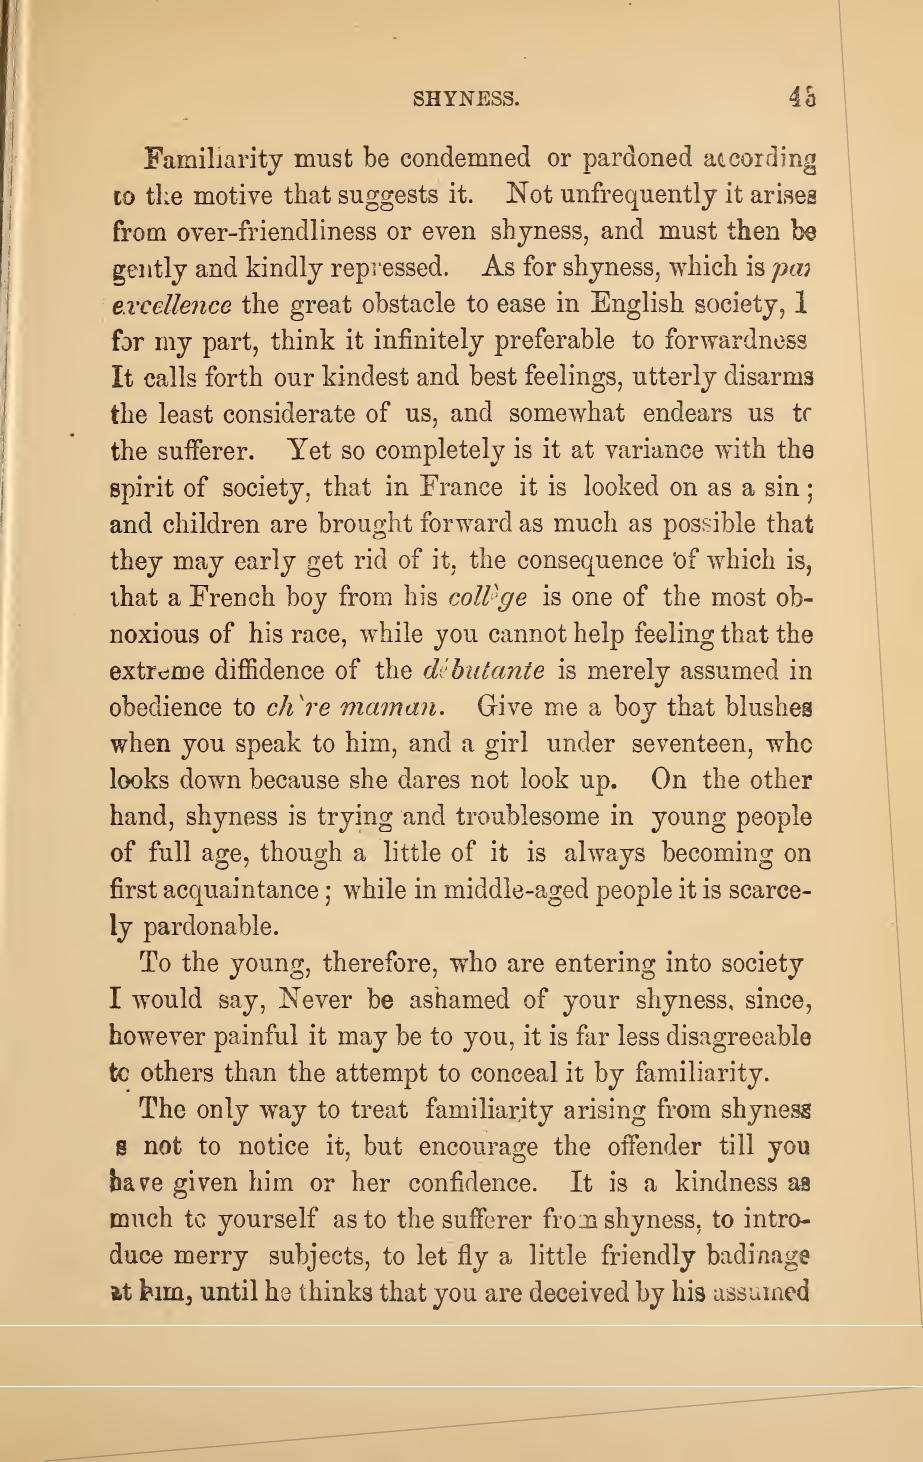 SHYNESS. 45
Familiarity must be condemned or pardoned according
to the motive that suggests it. Not unfrequently it arises
from over-friendliness or even shyness, and must then be
gently and kindly repressed. As for shyness, which is par
excellence the great obstacle to ease in English society, I
for my part, think it infinitely preferable to forwardness
It calls forth our kindest and best feelings, utterly disarms
the least considerate of us, and somewhat endears us to
the sufferer. Yet so completely is it at variance with the
spirit of society, that in France it is looked on as a sin;
and children are brought forward as much as possible that
they may early get rid of it, the consequence of which is,
that a French boy from his collège is one of the most ob-
noxious of his race, while you cannot help feeling that the
extreme diffidence of the débutante is merely assumed in
obedience to chère maman. Give me a boy that blushes
when you speak to him, and a girl under seventeen, who
looks down because she dares not look up. On the other
hand, shyness is trying and troublesome in young people
of full age, though a little of it is always becoming on
first acquaintance; while in middle-aged people it is scarce-
ly pardonable.
To the young, therefore, who are entering into society
I would say, Never be ashamed of your shyness, since,
however painful it may be to you, it is far less disagreeable
to others than the attempt to conceal it by familiarity.
The only way to treat familiarity arising from shyness
s not to notice it, but encourage the offender till you
have given him or her confidence. It is a kindness as
much to yourself as to the sufferer from shyness, to intro-
duce merry subjects, to let fly a little friendly badinage
at him, until he thinks that you are deceived by his assumed